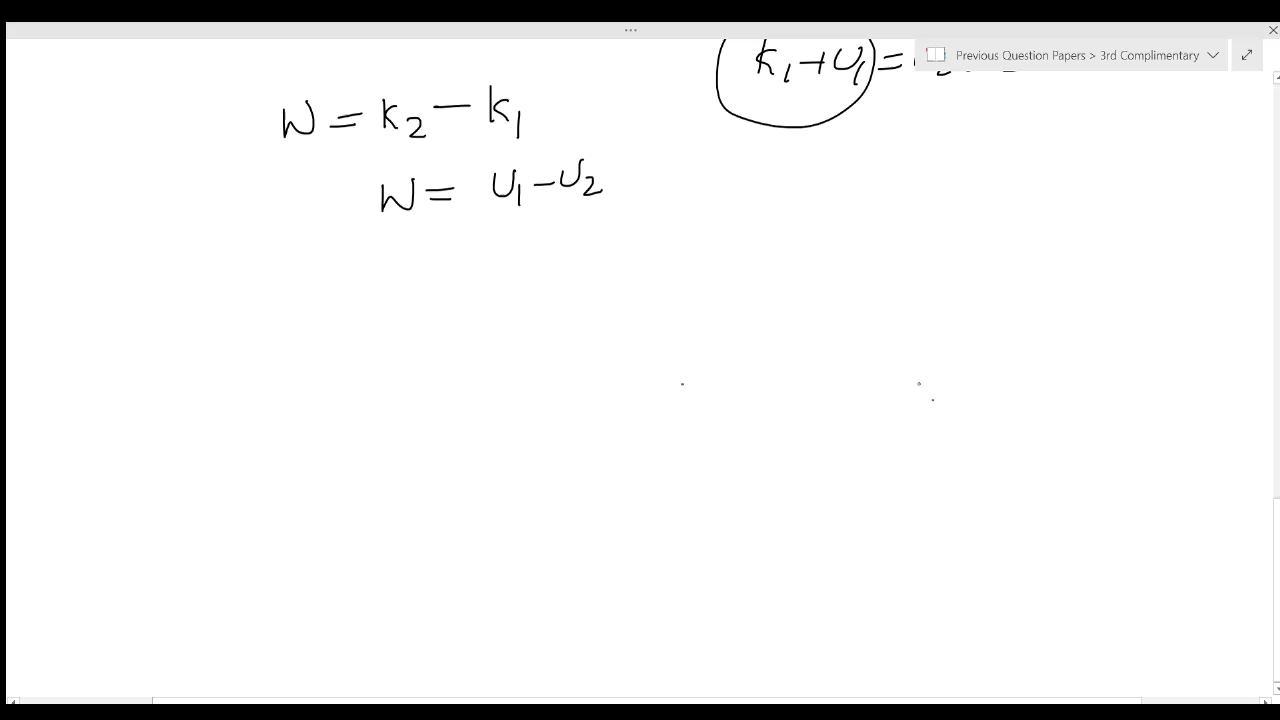 Previous Question Papers > 3rd Complimentary
K₁ + U₁ =
W = K₂ − K₁
W = U₁ − U₂